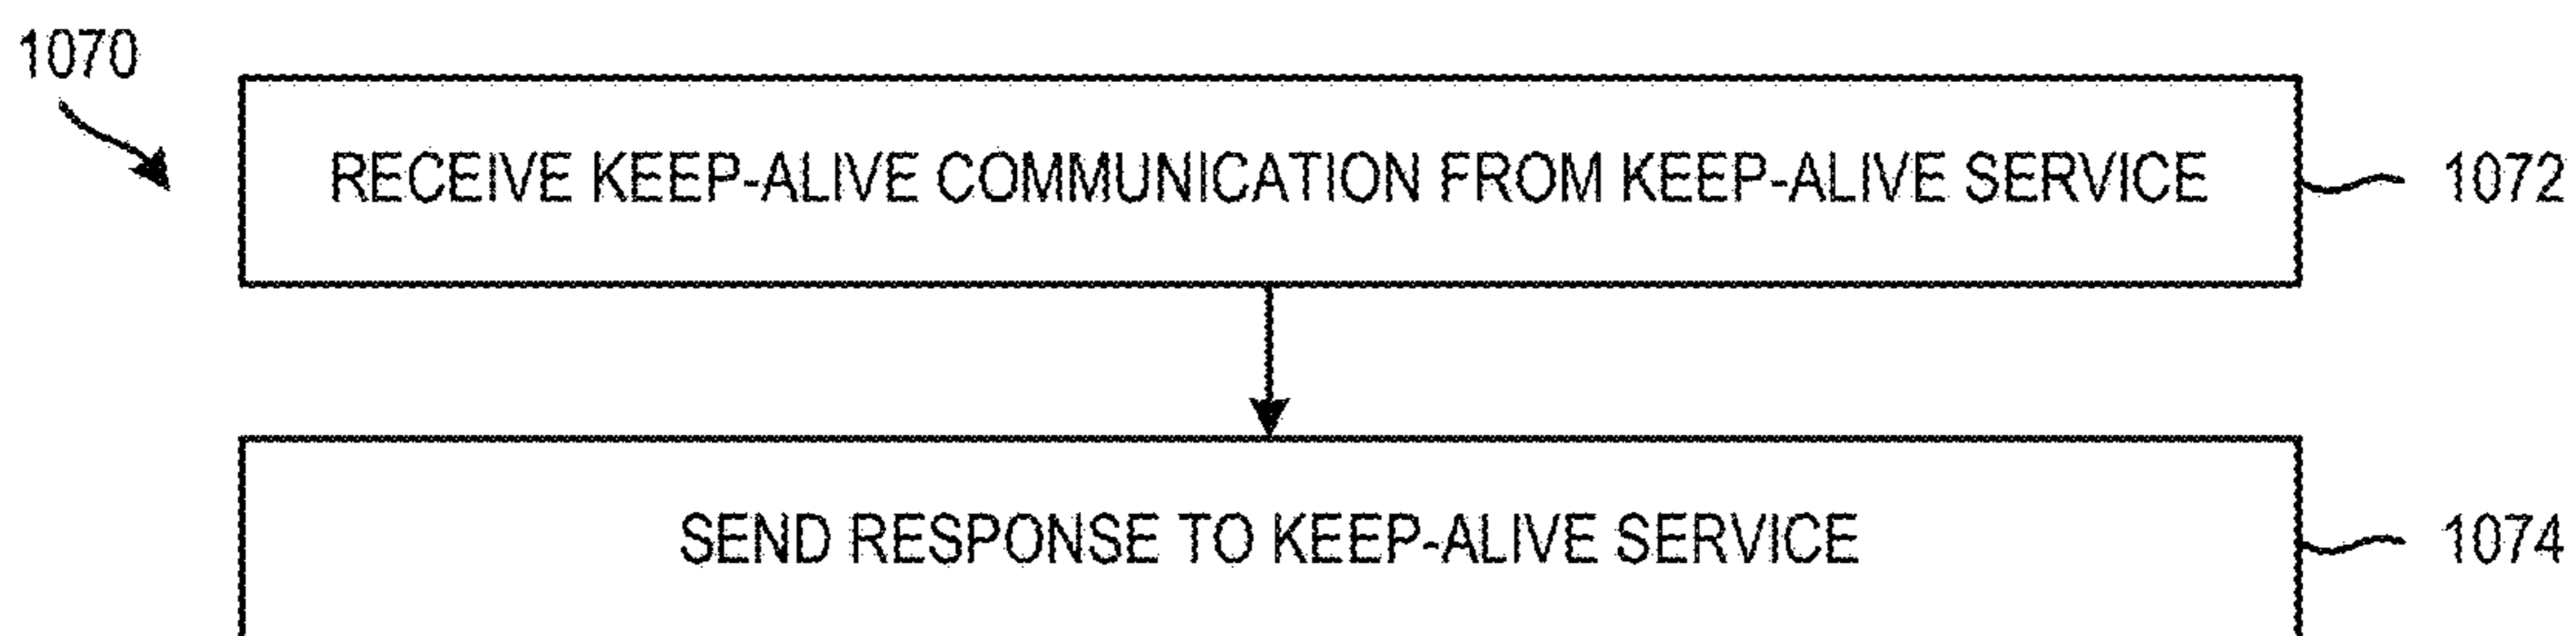 1070
RECEIVE KEEP-ALIVE COMMUNICATION FROM KEEP-ALIVE SERVICE
1072
SEND RESPONSE TO KEEP-ALIVE SERVICE
1074